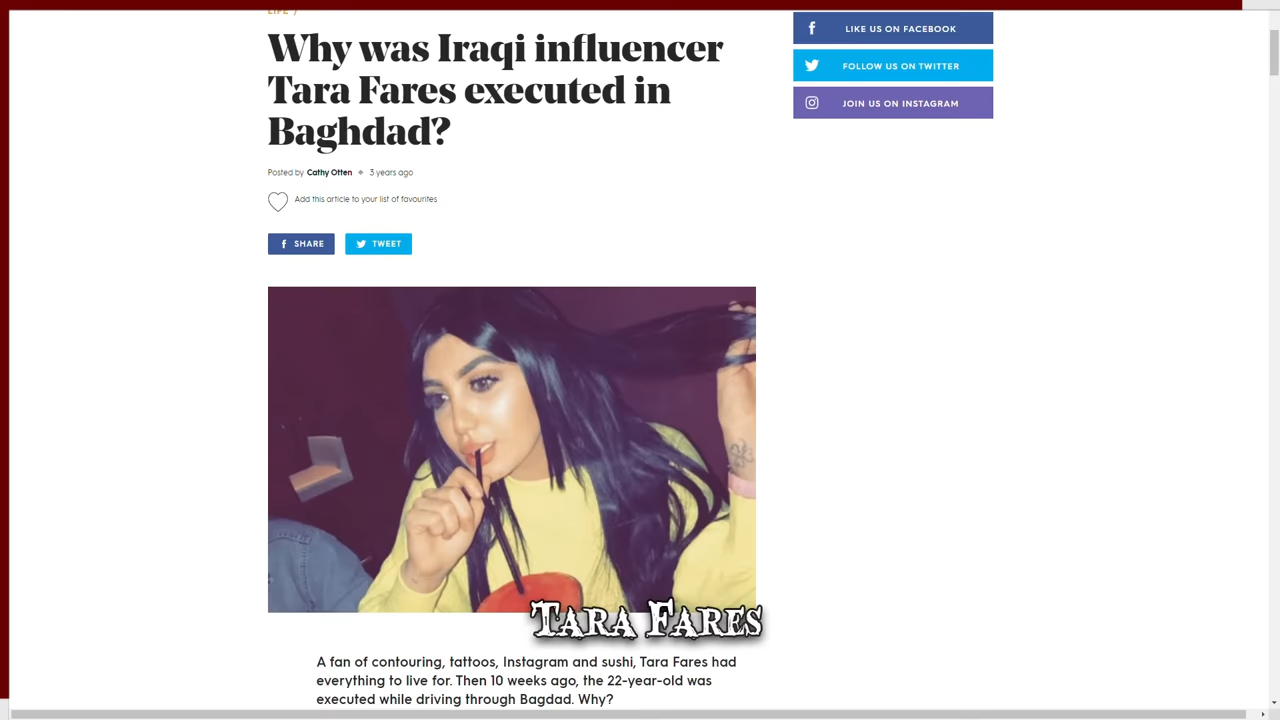 LIFE /
Why was Iraqi influencer
Tara Fares executed in
Baghdad?
Posted by Cathy Otten ◆ 3 years ago
Add this article to your list of favourites
SHARE
TWEET
LIKE US ON FACEBOOK
FOLLOW US ON TWITTER
JOIN US ON INSTAGRAM
TARA FARES
A fan of contouring, tattoos, Instagram and sushi, Tara Fares had
everything to live for. Then 10 weeks ago, the 22-year-old was
executed while driving through Bagdad. Why?